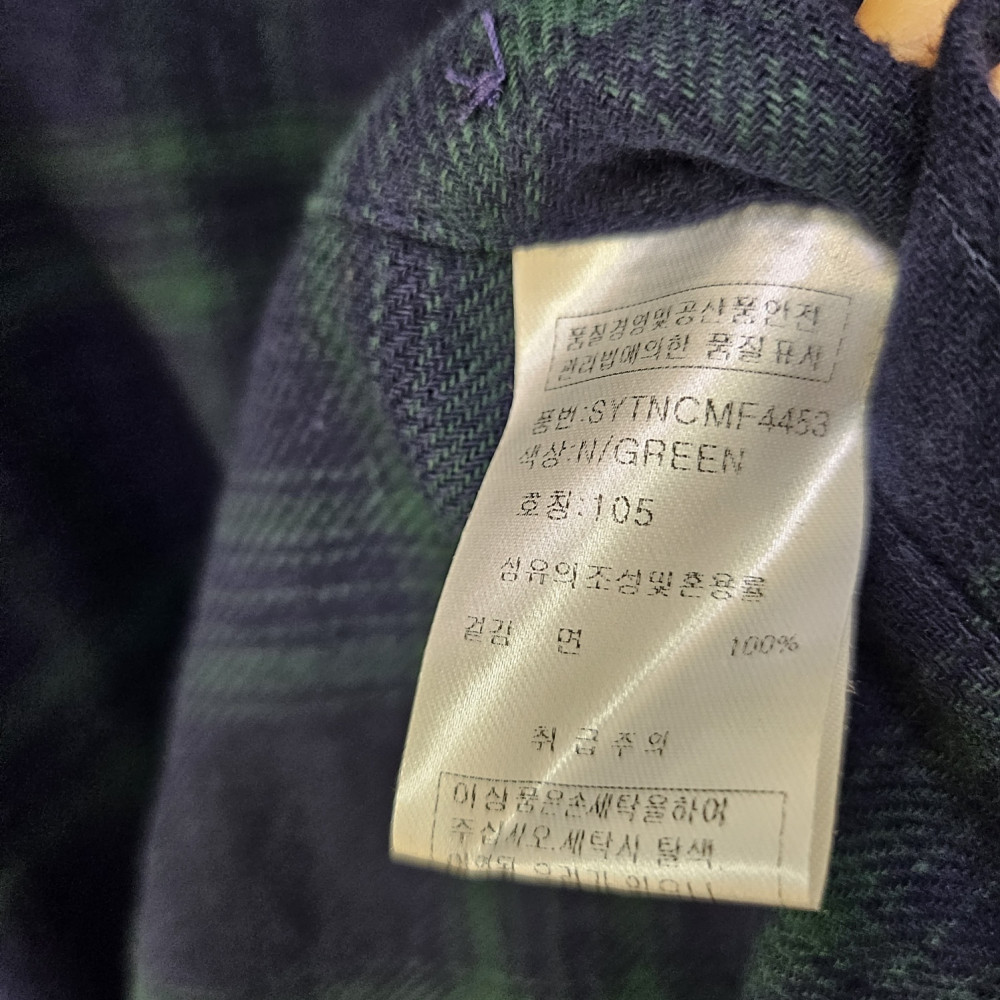 품질경영및공산품안전
관리법에의한 품질표시
품번:SYTNCMF4453
색상:N/GREEN
호칭:105
섬유의조성및혼용률
겉감 면 100%
취급주의
이상품은손세탁을하여
주십시오.세탁시 탈색,